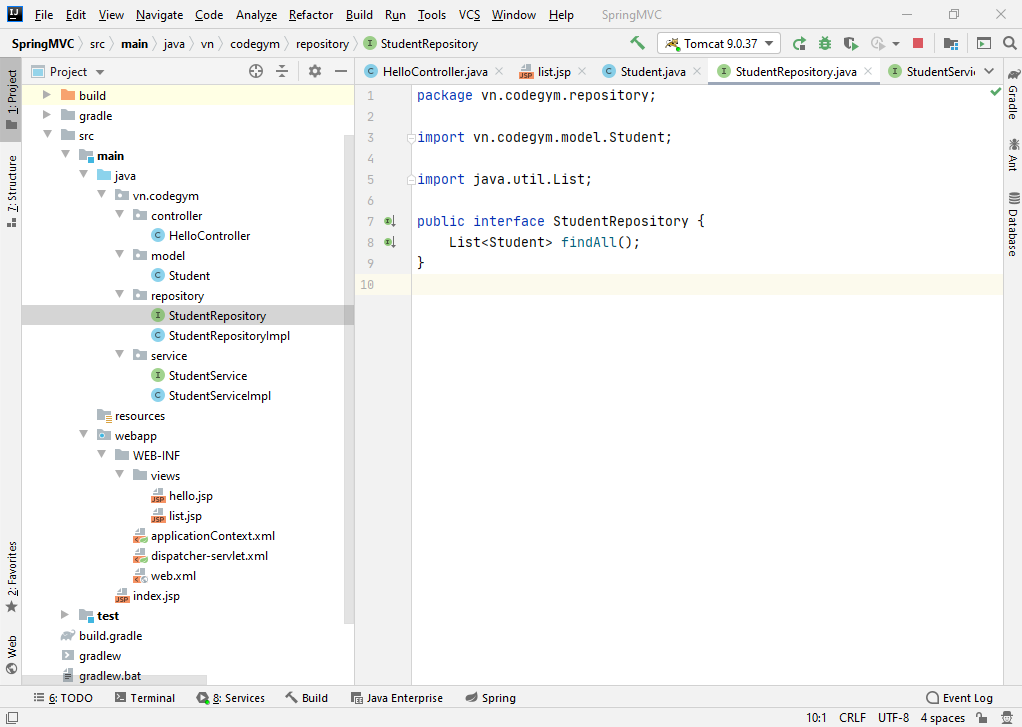 File Edit View Navigate Code Analyze Refactor Build Run Tools VCS Window Help SpringMVC
SpringMVC src main java vn codegym repository StudentRepository Tomcat 9.0.37
1: Project
7: Structure
2: Favorites
Web
Project
build
gradle
src
main
java
vn.codegym
controller
HelloController
model
Student
repository
StudentRepository
StudentRepositoryImpl
service
StudentService
StudentServiceImpl
resources
webapp
WEB-INF
views
hello.jsp
list.jsp
applicationContext.xml
dispatcher-servlet.xml
web.xml
index.jsp
test
build.gradle
gradlew
gradlew.bat
HelloController.java list.jsp Student.java StudentRepository.java StudentServi
1 package vn.codegym.repository;
2
3 import vn.codegym.model.Student;
4
5 import java.util.List;
6
7 public interface StudentRepository {
8 List<Student> findAll();
9 }
10
Gradle
Ant
Database
6: TODO Terminal 8: Services Build Java Enterprise Spring Event Log
10:1 CRLF UTF-8 4 spaces